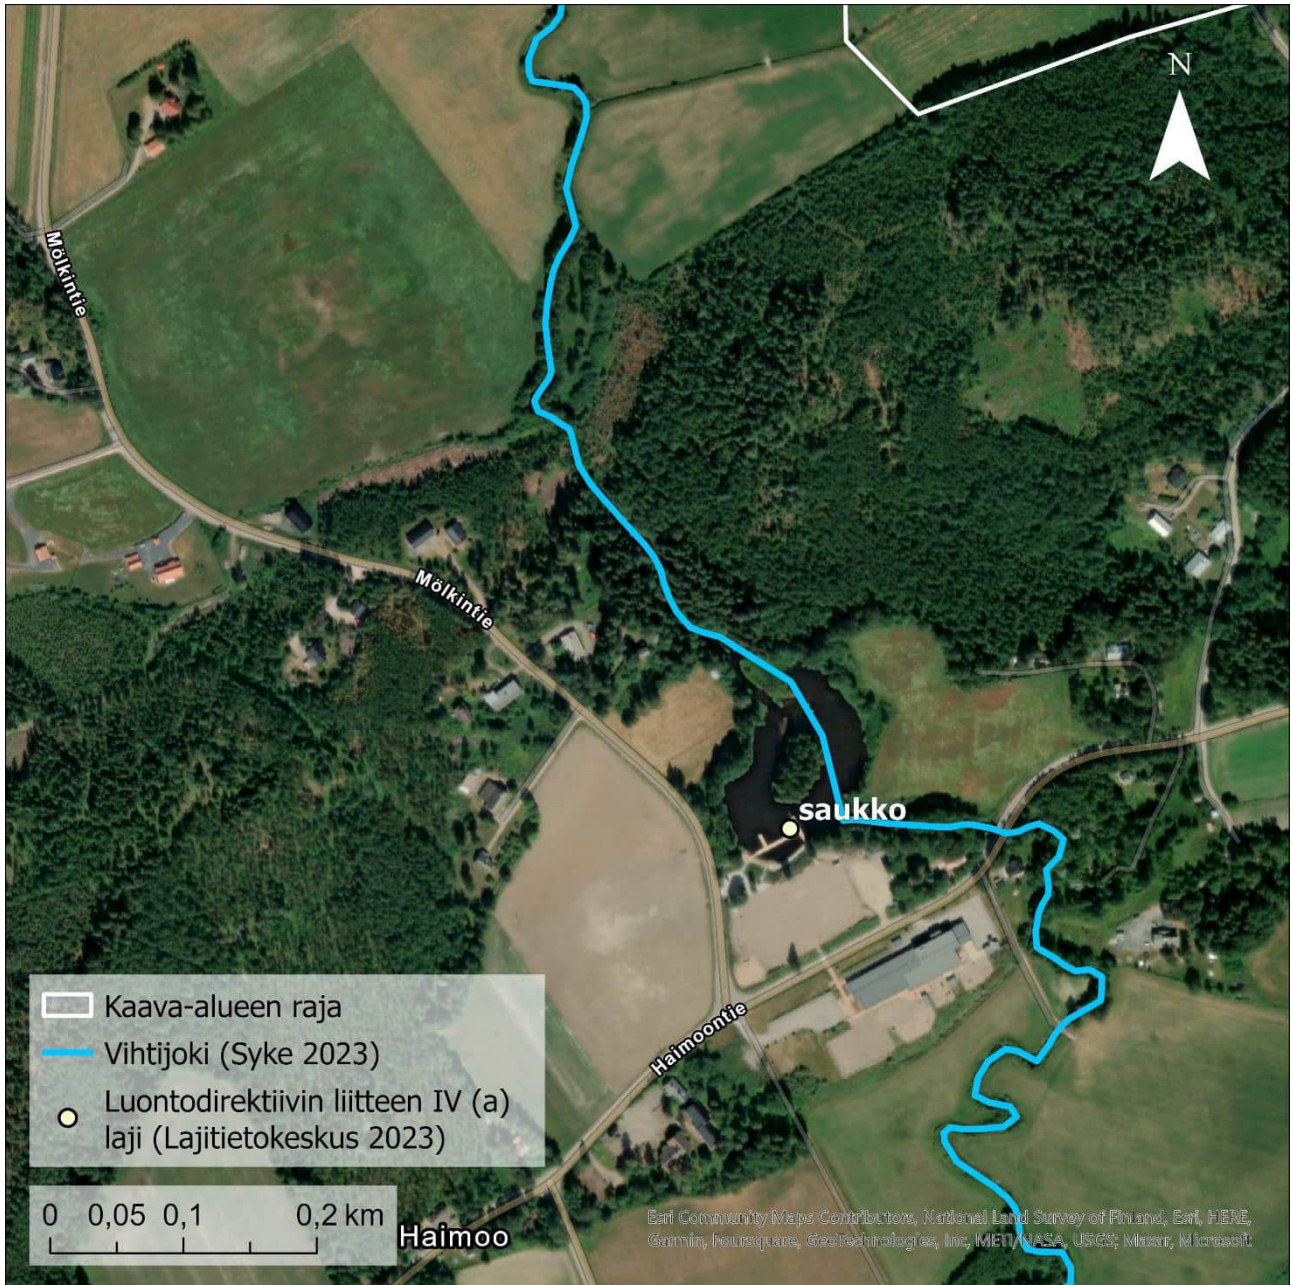 N
Mölkintie
Mölkintie
saukko
Haimoontie
Kaava-alueen raja
Vihtijoki (Syke 2023)
Luontodirektiivin liitteen IV (a)
laji (Lajitietokeskus 2023)
0 0,05 0,1 0,2 km
Haimoo
Esri Community Maps Contributors, National Land Survey of Finland, Esri, HERE,
Garmin, Foursquare, GeoTechnologies, Inc, METI/NASA, USGS; Maxar, Microsoft